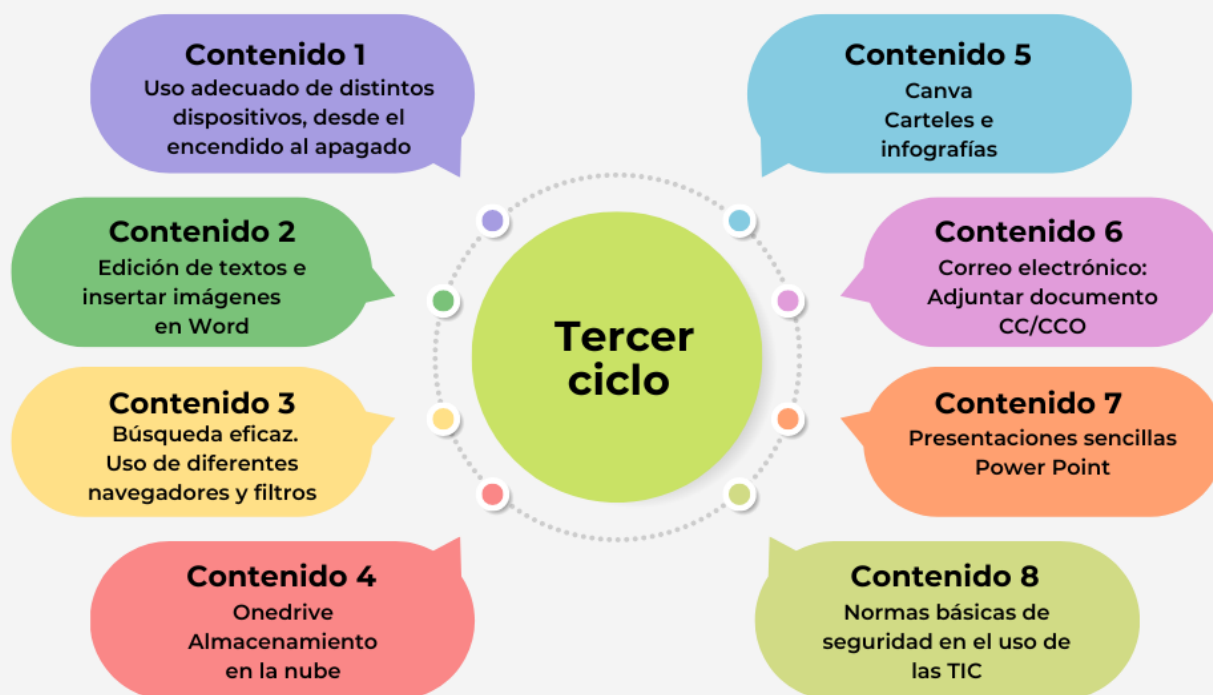 Contenido 1
Uso adecuado de distintos
dispositivos, desde el
encendido al apagado
Contenido 2
Edición de textos e
insertar imágenes
en Word
Contenido 3
Búsqueda eficaz.
Uso de diferentes
navegadores y filtros
Contenido 4
Onedrive
Almacenamiento
en la nube
Tercer
ciclo
Contenido 5
Canva
Carteles e
infografías
Contenido 6
Correo electrónico:
Adjuntar documento
CC/CCO
Contenido 7
Presentaciones sencillas
Power Point
Contenido 8
Normas básicas de
seguridad en el uso de
las TIC